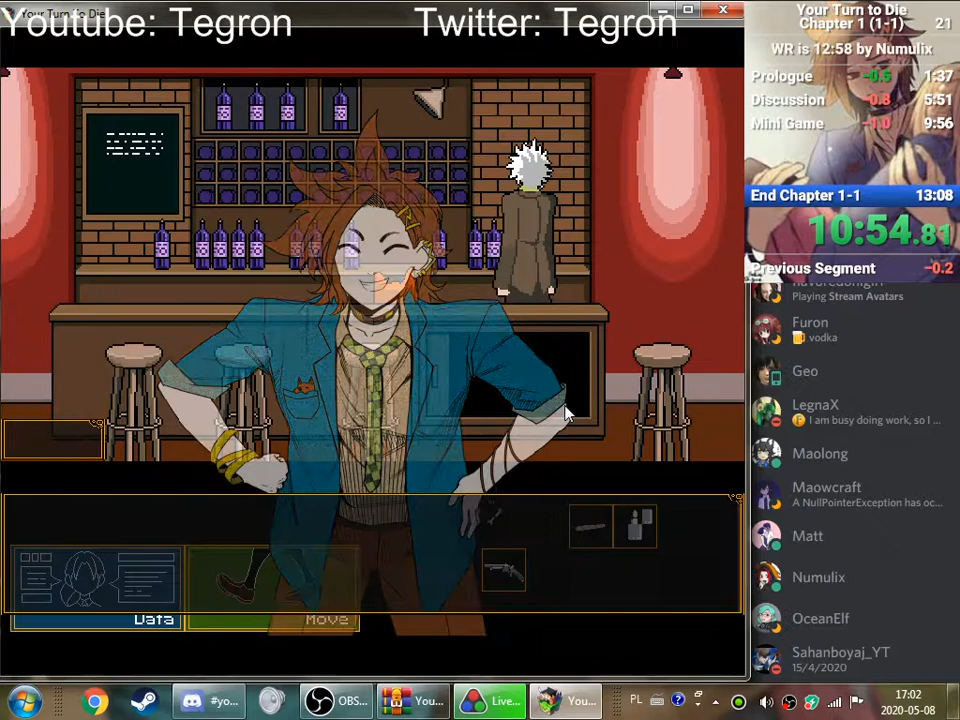 Youtube: Tegron
Twitter: Tegron
Your Turn to Die
Your Turn to Die
Chapter 1 (1-1)
21
WR is 12:58 by Numulix
Prologue -0.5 1:37
Discussion -0.8 5:51
Mini Game -1.0 9:56
End Chapter 1-1 13:08
10:54.81
Previous Segment -0.2
Playing Stream Avatars
Furon
vodka
Geo
LegnaX
I am busy doing work, so I ...
Maolong
Maowcraft
A NullPointerException has oc...
Matt
Numulix
OceanElf
Sahanboyaj_YT
15/4/2020
Data
Move
#yo...
OBS...
You...
Live...
You...
PL
17:02
2020-05-08